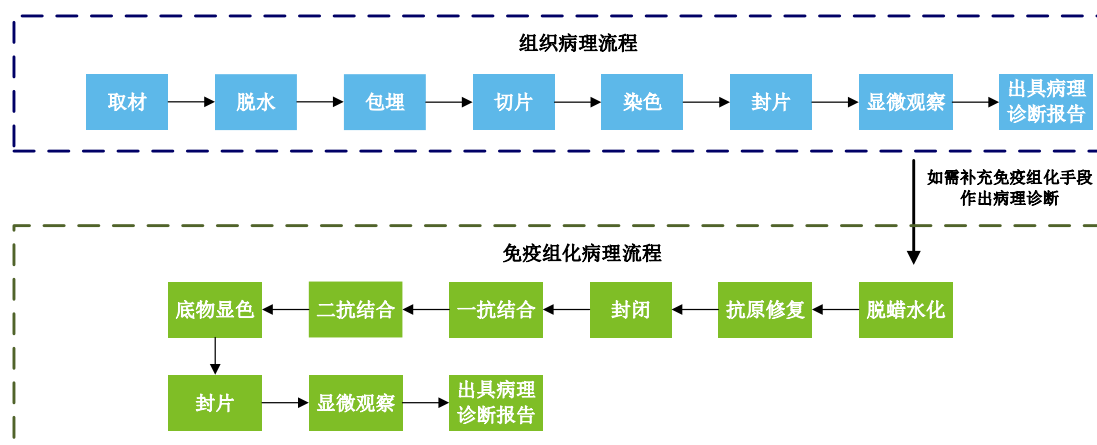 组织病理流程
取材
脱水
包埋
切片
染色
封片
显微观察
出具病理
诊断报告
如需补充免疫组化手段
作出病理诊断
免疫组化病理流程
脱蜡水化
抗原修复
封闭
一抗结合
二抗结合
底物显色
封片
显微观察
出具病理
诊断报告